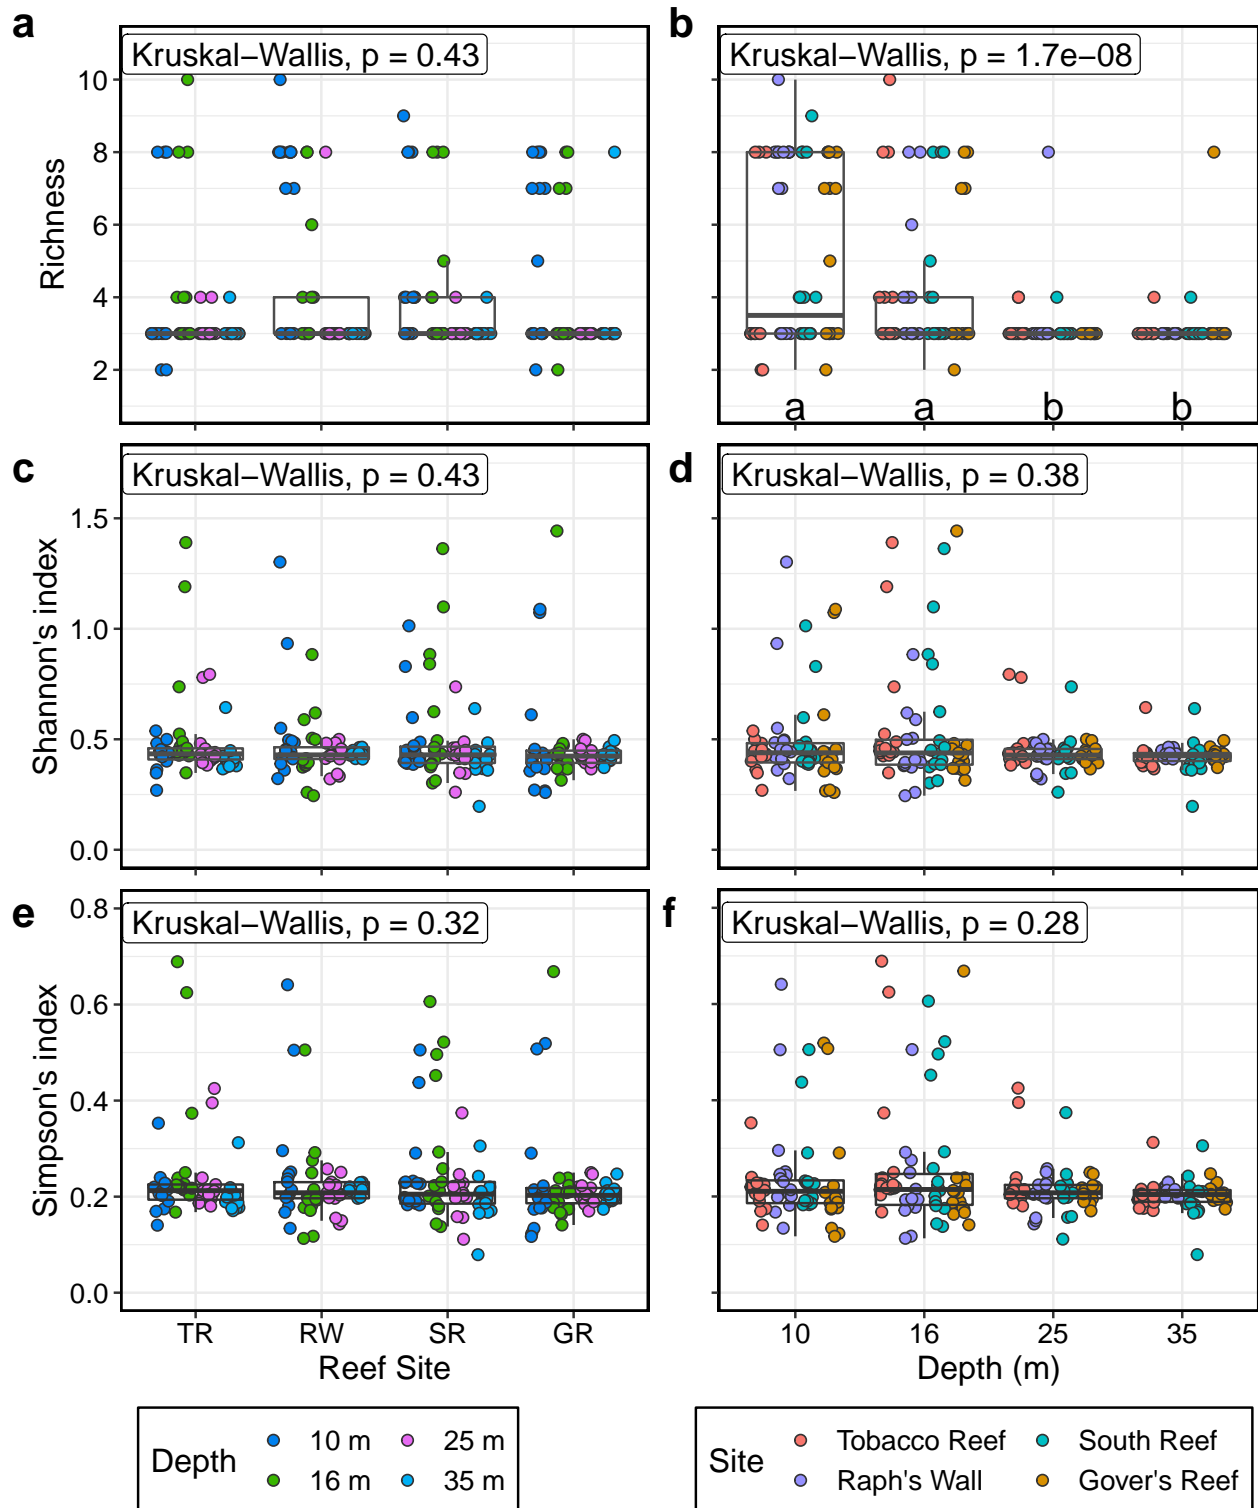 a
b
Kruskal−Wallis, p = 0.43
Kruskal−Wallis, p = 1.7e−08
Richness
10
8
6
4
2
a
a
b
b
c
d
Kruskal−Wallis, p = 0.43
Kruskal−Wallis, p = 0.38
Shannon's index
1.5
1.0
0.5
0.0
e
f
Kruskal−Wallis, p = 0.32
Kruskal−Wallis, p = 0.28
Simpson's index
0.8
0.6
0.4
0.2
0.0
TR RW SR GR
Reef Site
10 16 25 35
Depth (m)
Depth
10 m 25 m
16 m 35 m
Site
Tobacco Reef South Reef
Raph's Wall Gover's Reef